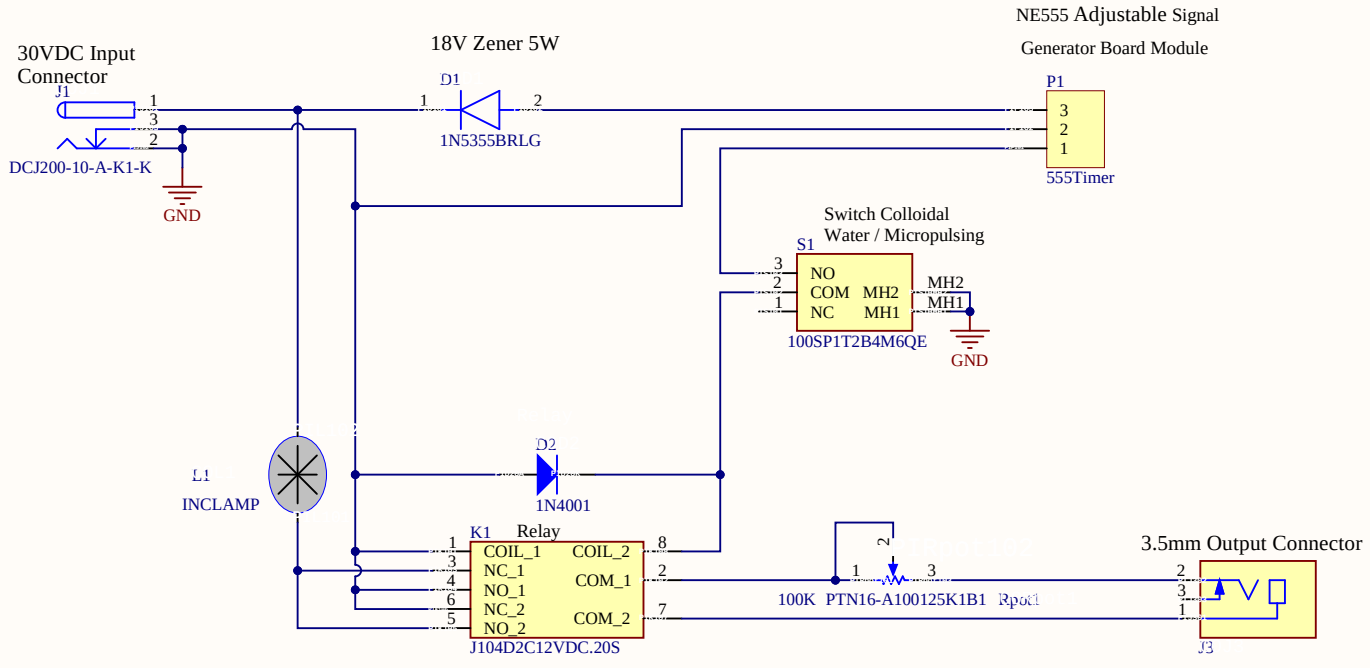 NE555 Adjustable Signal
Generator Board Module
30VDC Input
Connector
18V Zener 5W
J1
1
3
2
DCJ200-10-A-K1-K
GND
D1
1
2
1N5355BRLG
P1
3
2
1
555Timer
Switch Colloidal
Water / Micropulsing
S1
3
2
1
NO
COM
NC
MH2
MH1
MH2
MH1
100SP1T2B4M6QE
GND
L1
INCLAMP
D2
1N4001
K1
Relay
1 COIL_1 COIL_2 8
3 NC_1
COM_1 2
4 NO_1
6 NC_2
COM_2 7
5 NO_2
J104D2C12VDC.20S
2
1
3
100K PTN16-A100125K1B1 Rpot1
3.5mm Output Connector
2
3
1
J3